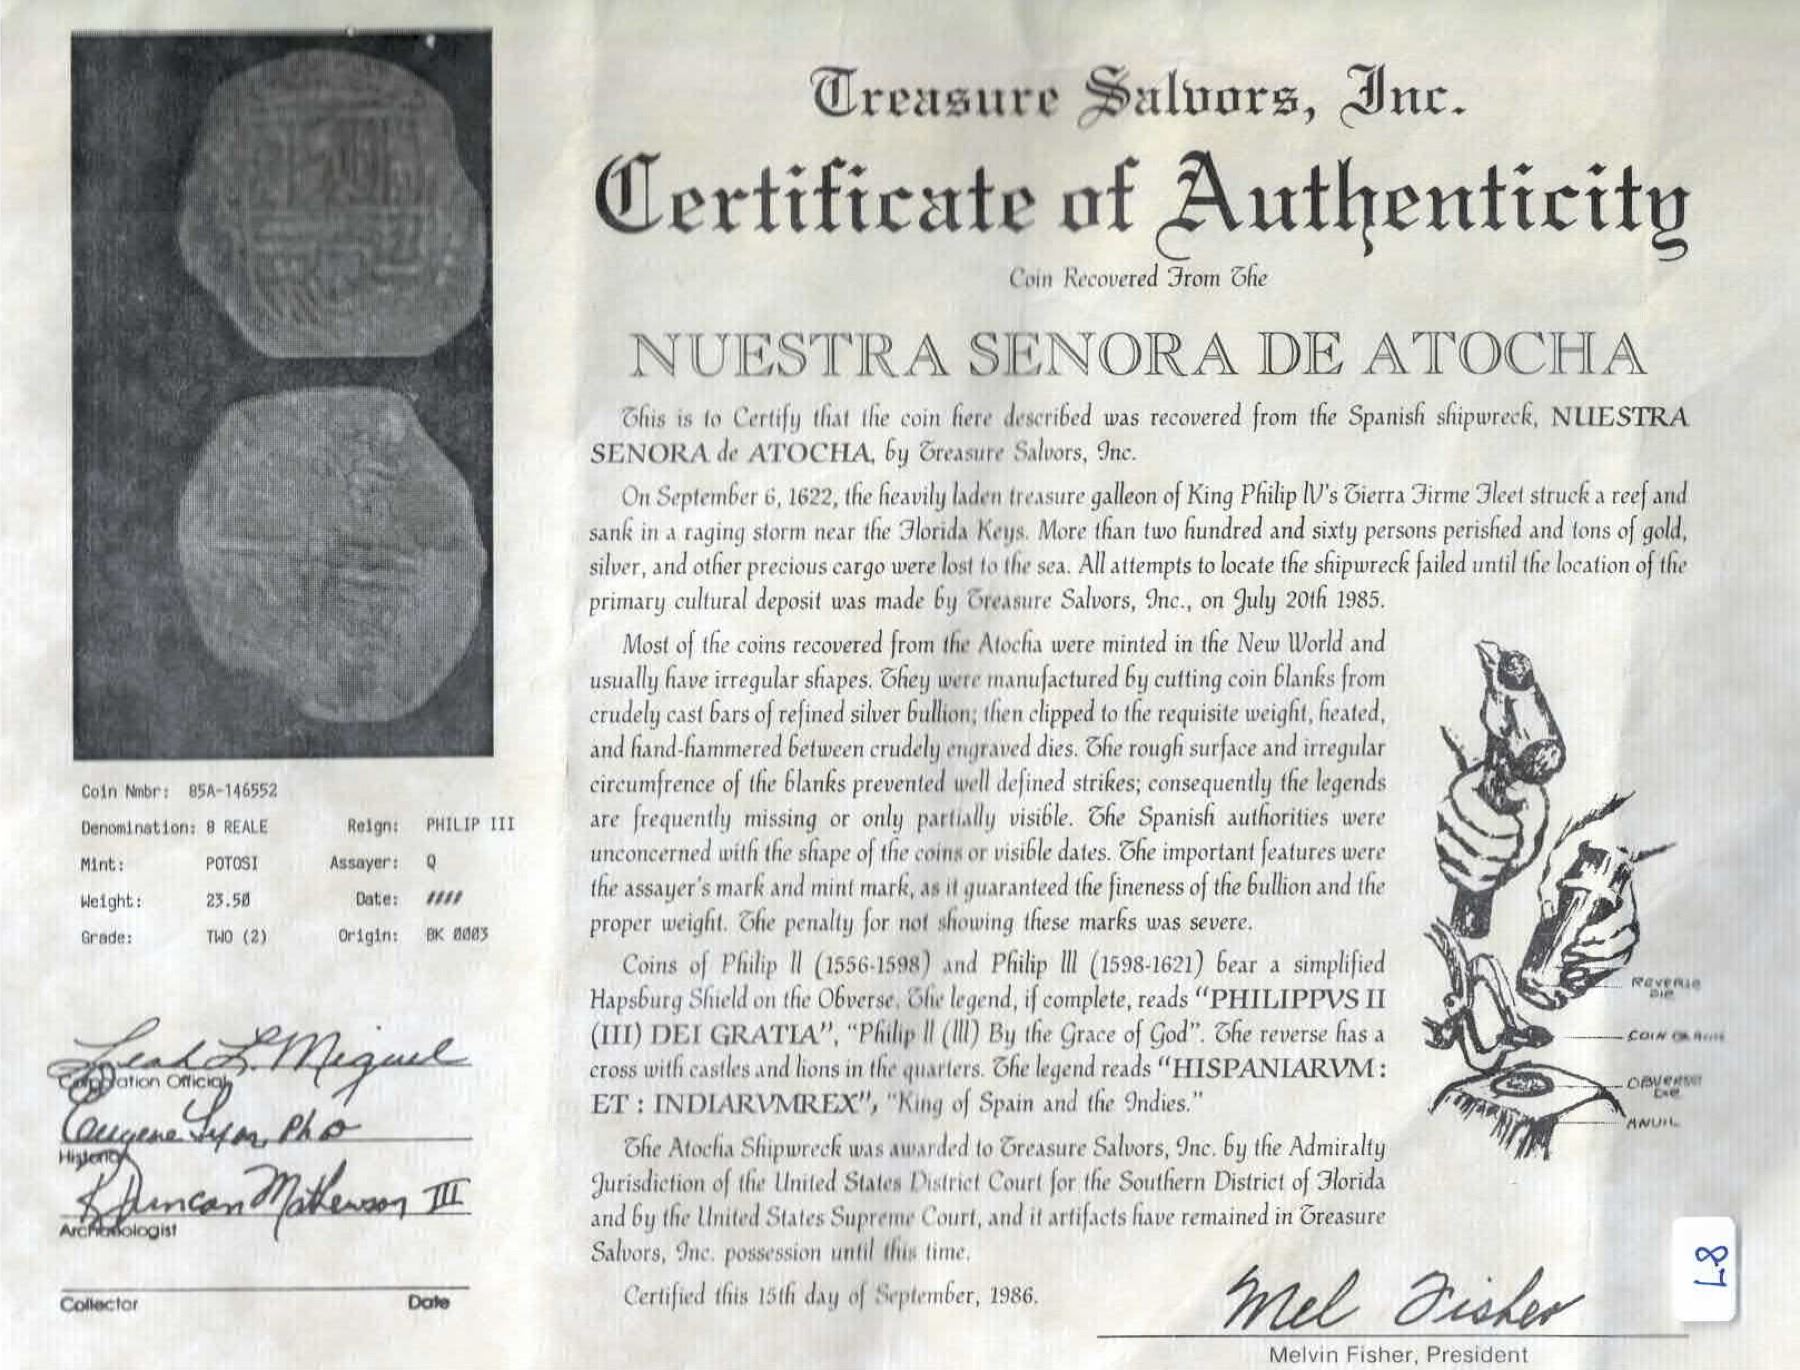 Treasure Salvors, Inc.
Certificate of Authenticity
Coin Recovered From The
NUESTRA SENORA DE ATOCHA
This is to Certify that the coin here described was recovered from the Spanish shipwreck, NUESTRA
SENORA de ATOCHA, by Treasure Salvors, Inc.
On September 6, 1622, the heavily laden treasure galleon of King Philip IV's Tierra Firme Fleet struck a reef and
sank in a raging storm near the Florida Keys. More than two hundred and sixty persons perished and tons of gold,
silver, and other precious cargo were lost to the sea. All attempts to locate the shipwreck failed until the location of the
primary cultural deposit was made by Treasure Salvors, Inc., on July 20th 1985.
Most of the coins recovered from the Atocha were minted in the New World and
usually have irregular shapes. They were manufactured by cutting coin blanks from
crudely cast bars of refined silver bullion; then clipped to the requisite weight, heated,
and hand-hammered between crudely engraved dies. The rough surface and irregular
circumfrence of the blanks prevented well defined strikes; consequently the legends
are frequently missing or only partially visible. The Spanish authorities were
unconcerned with the shape of the coins or visible dates. The important features were
the assayer's mark and mint mark, as it guaranteed the fineness of the bullion and the
proper weight. The penalty for not showing these marks was severe.
Coins of Philip II (1556-1598) and Philip III (1598-1621) bear a simplified
Hapsburg Shield on the Obverse. The legend, if complete, reads "PHILIPPVS II
(III) DEI GRATIA", "Philip II (III) By the Grace of God". The reverse has a
cross with castles and lions in the quarters. The legend reads "HISPANIARVM :
ET : INDIARVMREX", "King of Spain and the Indies."
The Atocha Shipwreck was awarded to Treasure Salvors, Inc. by the Admiralty
Jurisdiction of the United States District Court for the Southern District of Florida
and by the United States Supreme Court, and it artifacts have remained in Treasure
Salvors, Inc. possession until this time.
Certified this 15th day of September, 1986.
Mel Fisher
Melvin Fisher, President
REVERSE
DIE
COIN BLANK
OBVERSE
DIE
ANVIL
L8
Coin Nmbr: 85A-146552
Denomination: 8 REALE Reign: PHILIP III
Mint: POTOSI Assayer: Q
Weight: 23.50 Date: ////
Grade: TWO (2) Origin: BK 0003
Leah L. Miguel
Corporation Official
Eugene Lyon, PhD
Historian
R Duncan Mathewson III
Archaeologist
Collector Date